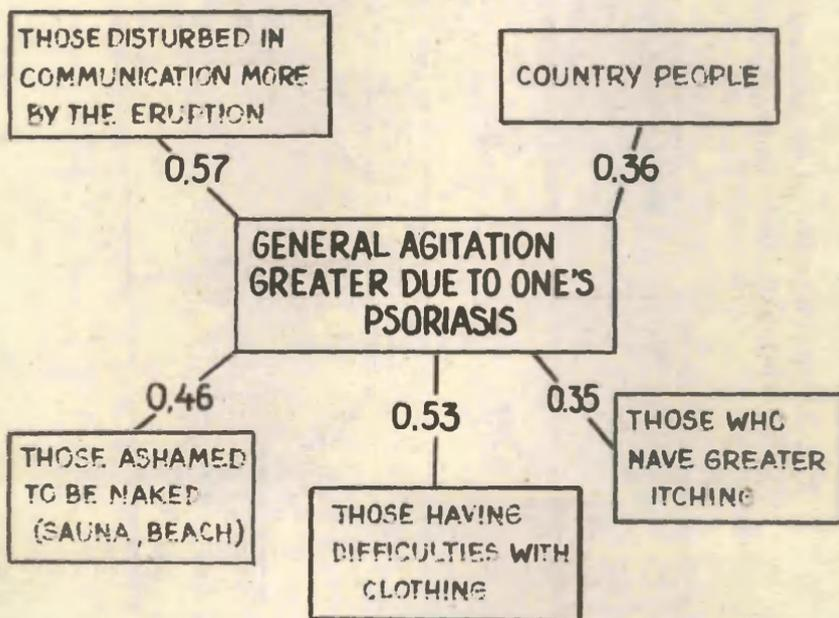 THOSE DISTURBED IN
COMMUNICATION MORE
BY THE ERUPTION
COUNTRY PEOPLE
0.57
0.36
GENERAL AGITATION
GREATER DUE TO ONE'S
PSORIASIS
0.46
0.53
0.35
THOSE ASHAMED
TO BE NAKED
(SAUNA, BEACH)
THOSE HAVING
DIFFICULTIES WITH
CLOTHING
THOSE WHO
HAVE GREATER
ITCHING